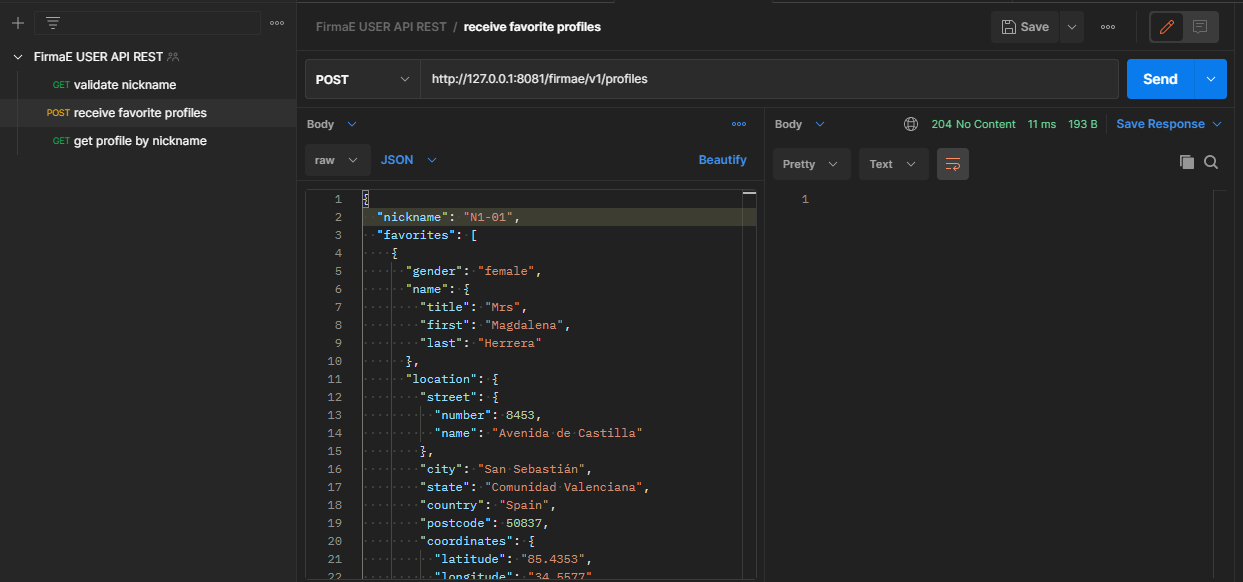 FirmaE USER API REST / receive favorite profiles
Save
FirmaE USER API REST
GET validate nickname
POST receive favorite profiles
GET get profile by nickname
POST
http://127.0.0.1:8081/firmae/v1/profiles
Send
Body
raw
JSON
Beautify
1 {
2 "nickname": "N1-01",
3 "favorites": [
4 {
5 "gender": "female",
6 "name": {
7 "title": "Mrs",
8 "first": "Magdalena",
9 "last": "Herrera"
10 },
11 "location": {
12 "street": {
13 "number": 8453,
14 "name": "Avenida de Castilla"
15 },
16 "city": "San Sebastián",
17 "state": "Comunidad Valenciana",
18 "country": "Spain",
19 "postcode": 50837,
20 "coordinates": {
21 "latitude": "85.4353",
22 "longitude": "34.5577"
Body
204 No Content 11 ms 193 B Save Response
Pretty
Text
1